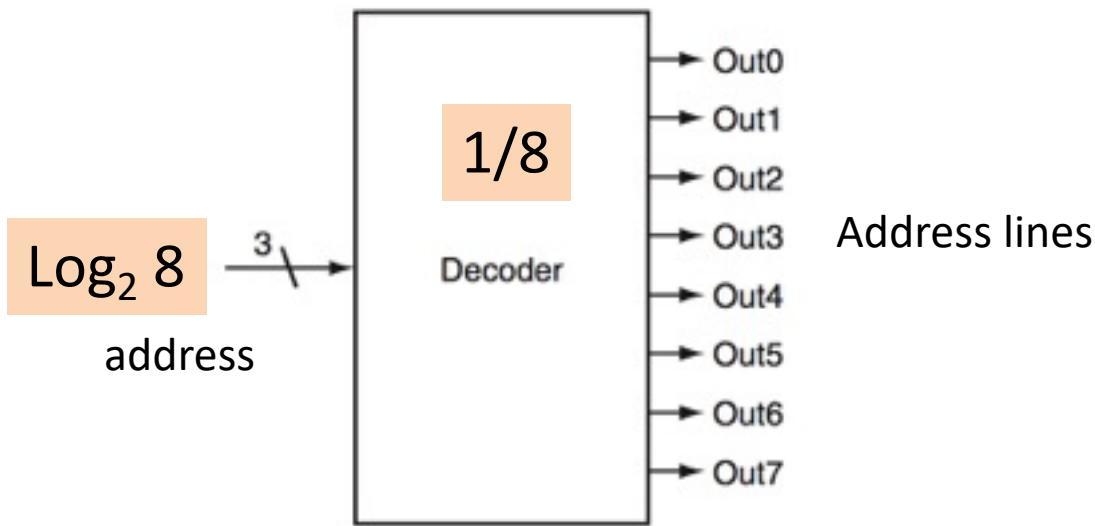 Out0
Out1
1/8
Out2
Log₂ 8
3
Decoder
Out3
Address lines
Out4
address
Out5
Out6
Out7